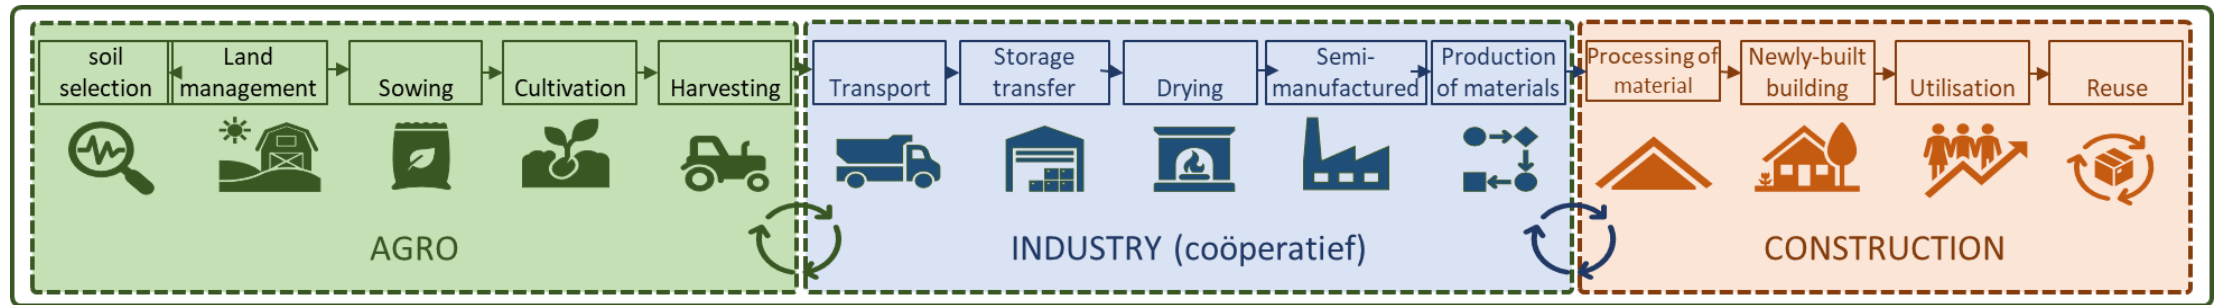 soil
selection
Land
management
Sowing
Cultivation
Harvesting
Transport
Storage
transfer
Drying
Semi-
manufactured
Production
of materials
Processing of
material
Newly-built
building
Utilisation
Reuse
AGRO
INDUSTRY (coöperatief)
CONSTRUCTION